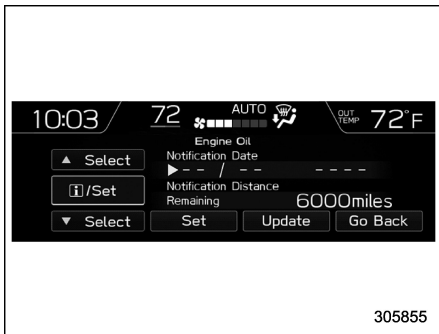 10:03 72 AUTO OUT TEMP 72°F
Engine Oil
▲ Select Notification Date
▶-- / -- ----
i/Set Notification Distance
Remaining 6000miles
▼ Select Set Update Go Back
305855